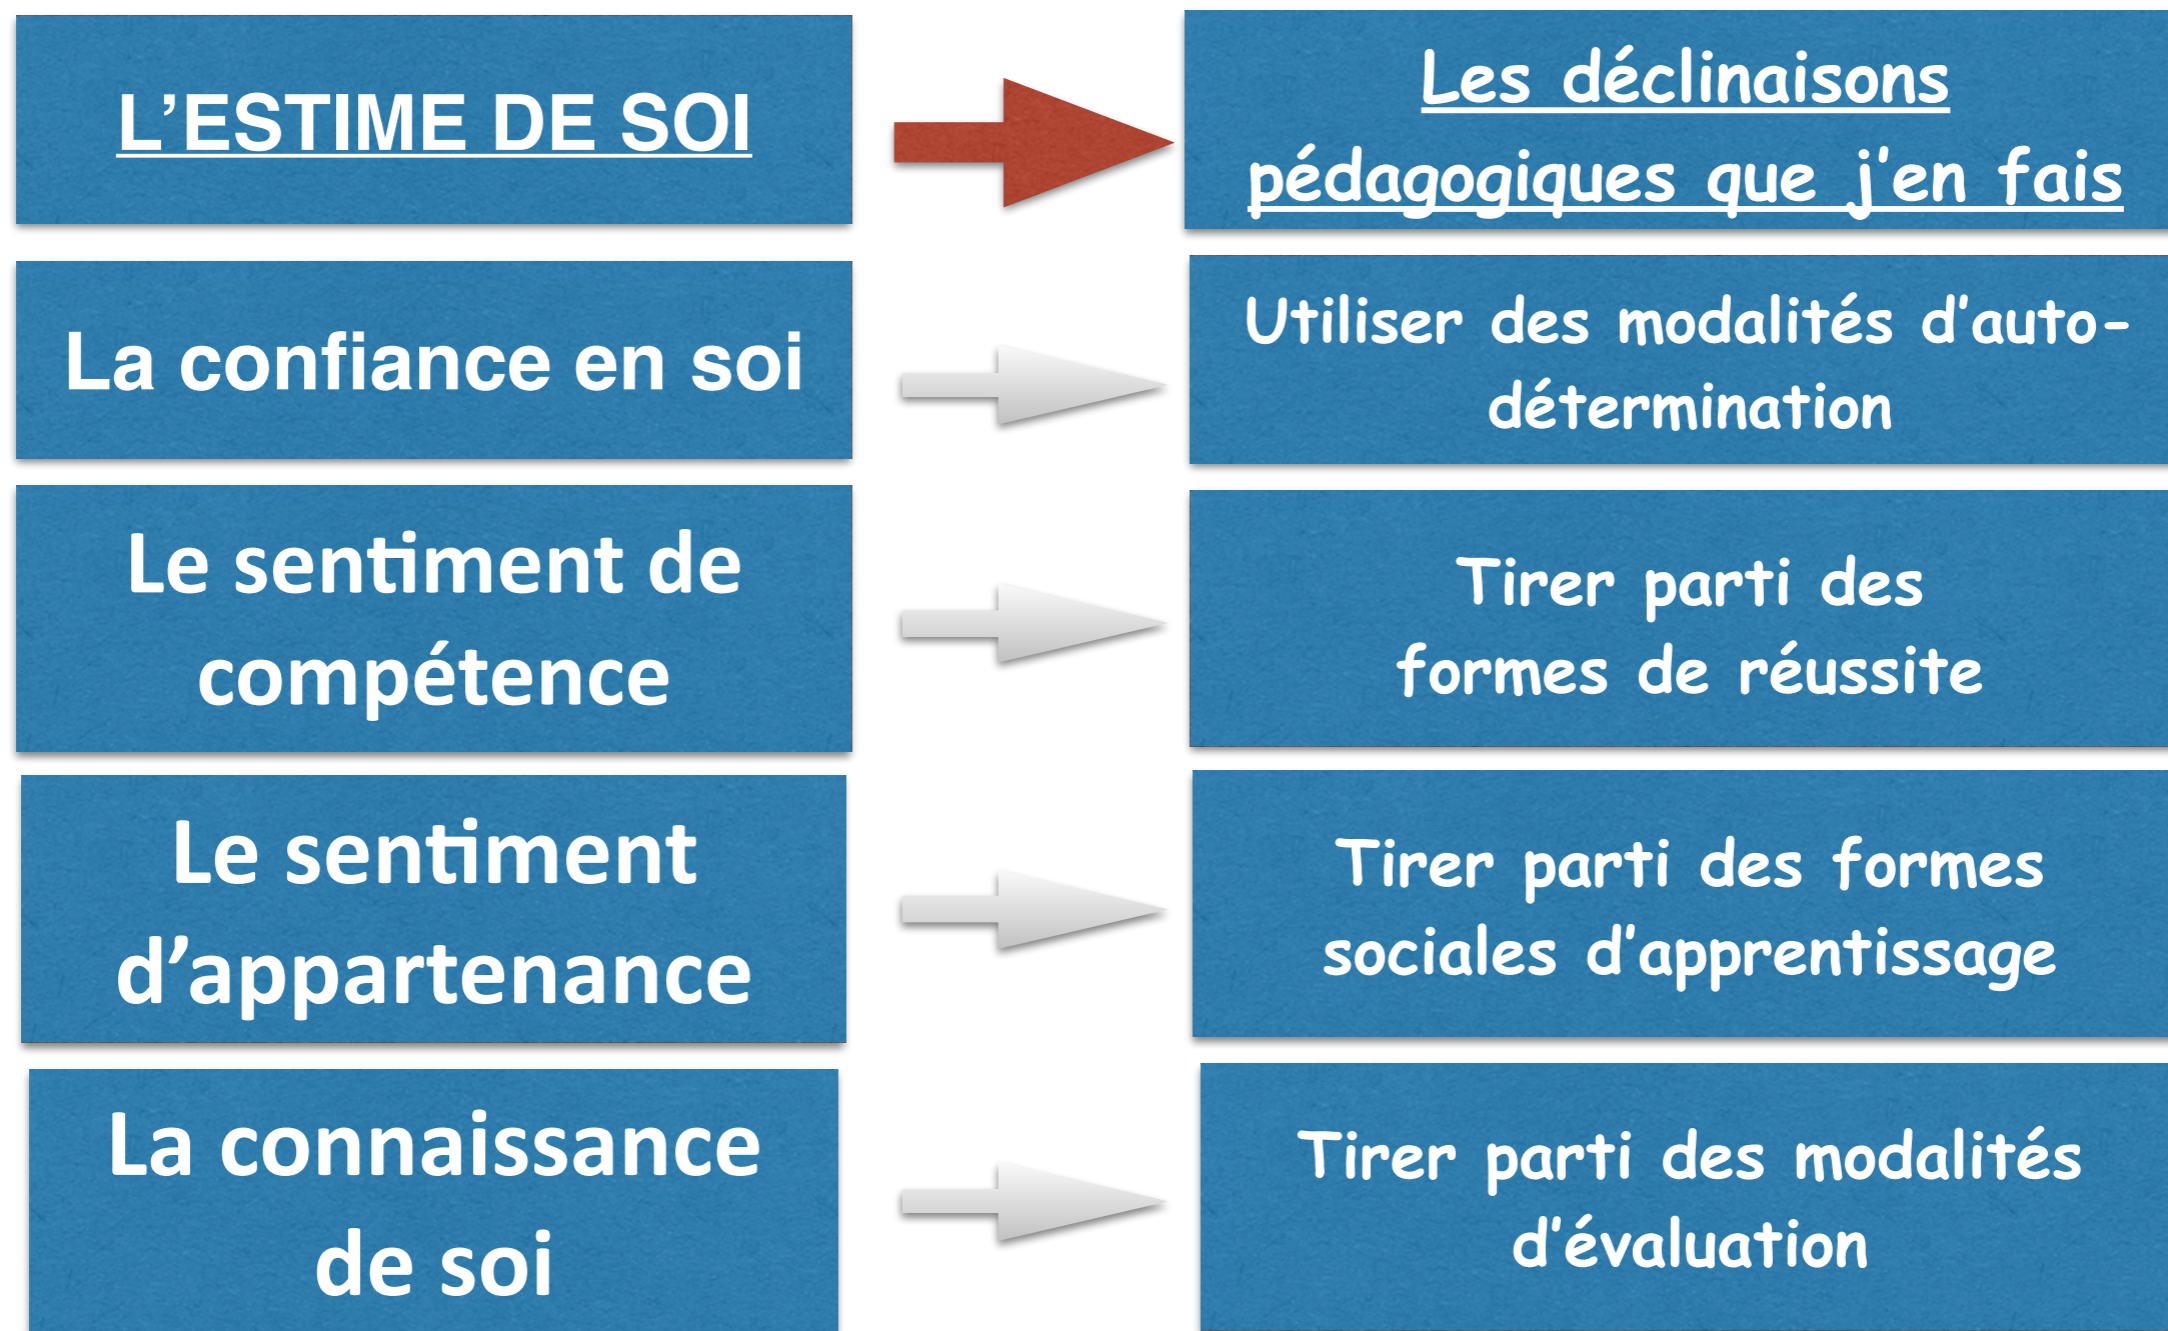 L’ESTIME DE SOI
Les déclinaisons
pédagogiques que j’en fais
La confiance en soi
Utiliser des modalités d’auto-
détermination
Le sentiment de
compétence
Tirer parti des
formes de réussite
Le sentiment
d’appartenance
Tirer parti des formes
sociales d’apprentissage
La connaissance
de soi
Tirer parti des modalités
d’évaluation